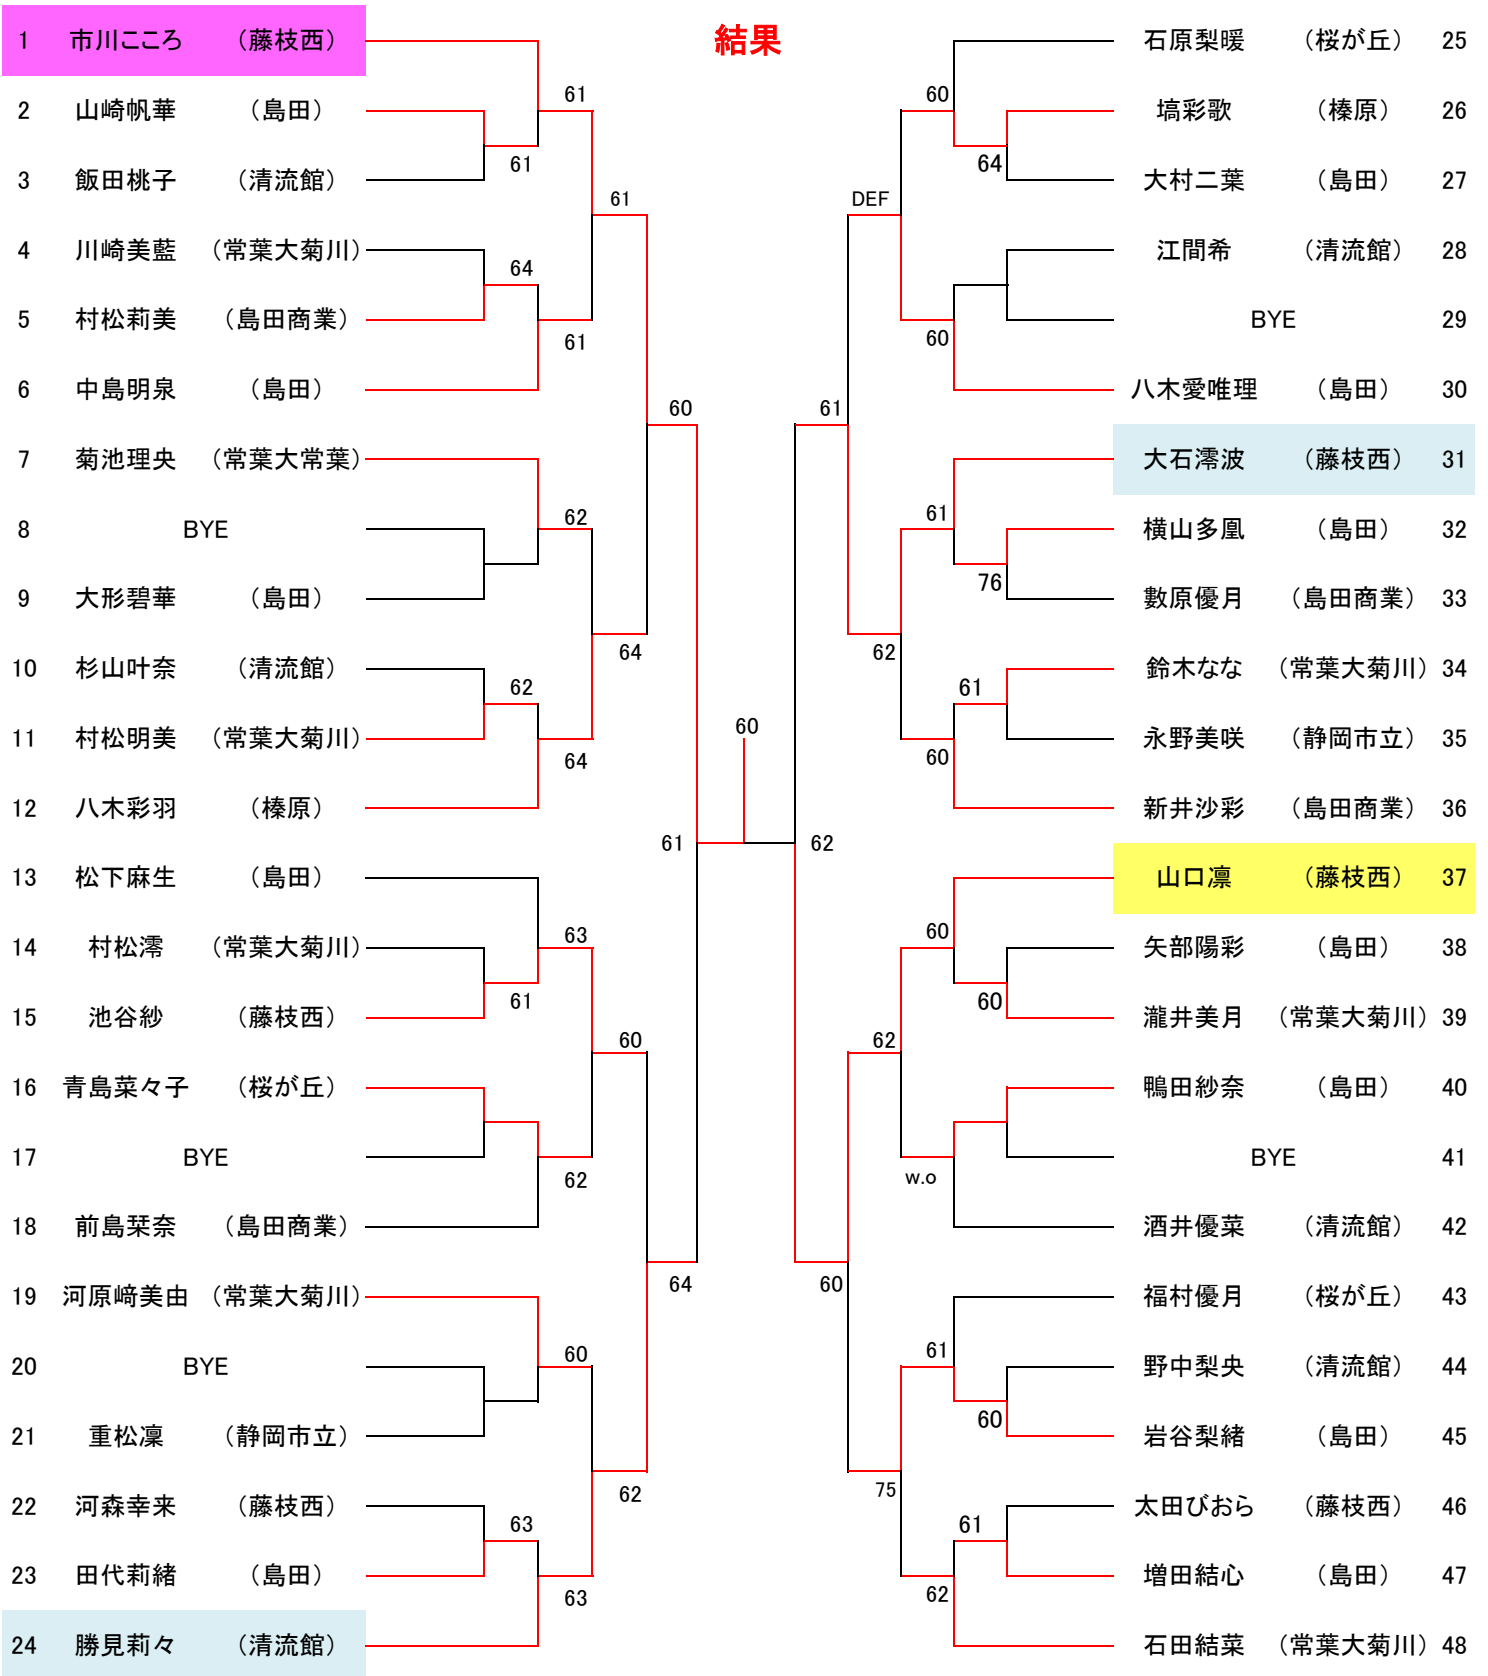 結果
1 市川こころ （藤枝西）
2 山崎帆華 （島田）
3 飯田桃子 （清流館）
4 川崎美藍 （常葉大菊川）
5 村松莉美 （島田商業）
6 中島明泉 （島田）
7 菊池理央 （常葉大常葉）
8 BYE
9 大形碧華 （島田）
10 杉山叶奈 （清流館）
11 村松明美 （常葉大菊川）
12 八木彩羽 （榛原）
13 松下麻生 （島田）
14 村松澪 （常葉大菊川）
15 池谷紗 （藤枝西）
16 青島菜々子 （桜が丘）
17 BYE
18 前島栞奈 （島田商業）
19 河原﨑美由 （常葉大菊川）
20 BYE
21 重松凜 （静岡市立）
22 河森幸来 （藤枝西）
23 田代莉緒 （島田）
24 勝見莉々 （清流館）
61
61
64
61
62
62
64
63
61
62
60
63
63
61
64
60
62
60
64
61
60
62
61
60
DEF
62
62
75
60
64
60
61
76
61
60
60
60
w.o
61
60
61
62
石原梨暖 （桜が丘） 25
塙彩歌 （榛原） 26
大村二葉 （島田） 27
江間希 （清流館） 28
BYE 29
八木愛唯理 （島田） 30
大石澪波 （藤枝西） 31
横山多凰 （島田） 32
數原優月 （島田商業） 33
鈴木なな （常葉大菊川） 34
永野美咲 （静岡市立） 35
新井沙彩 （島田商業） 36
山口凛 （藤枝西） 37
矢部陽彩 （島田） 38
瀧井美月 （常葉大菊川） 39
鴨田紗奈 （島田） 40
BYE 41
酒井優菜 （清流館） 42
福村優月 （桜が丘） 43
野中梨央 （清流館） 44
岩谷梨緒 （島田） 45
太田びおら （藤枝西） 46
増田結心 （島田） 47
石田結菜 （常葉大菊川） 48